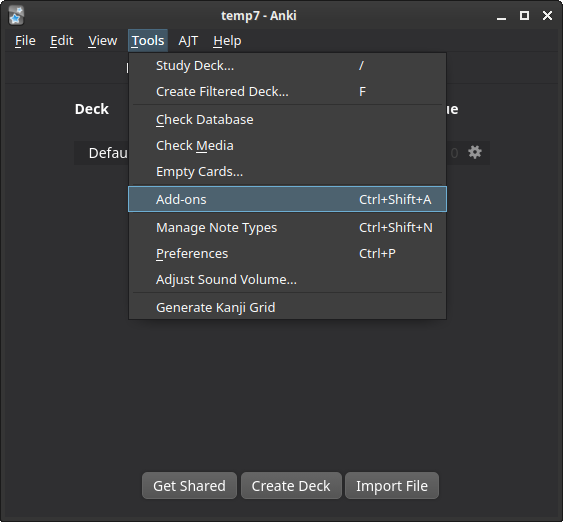 temp7 - Anki
File Edit View Tools AJT Help
Study Deck... /
Create Filtered Deck... F
Deck
Check Database
Check Media
Defau 0
Empty Cards...
Add-ons Ctrl+Shift+A
Manage Note Types Ctrl+Shift+N
Preferences Ctrl+P
Adjust Sound Volume...
Generate Kanji Grid
Get Shared Create Deck Import File